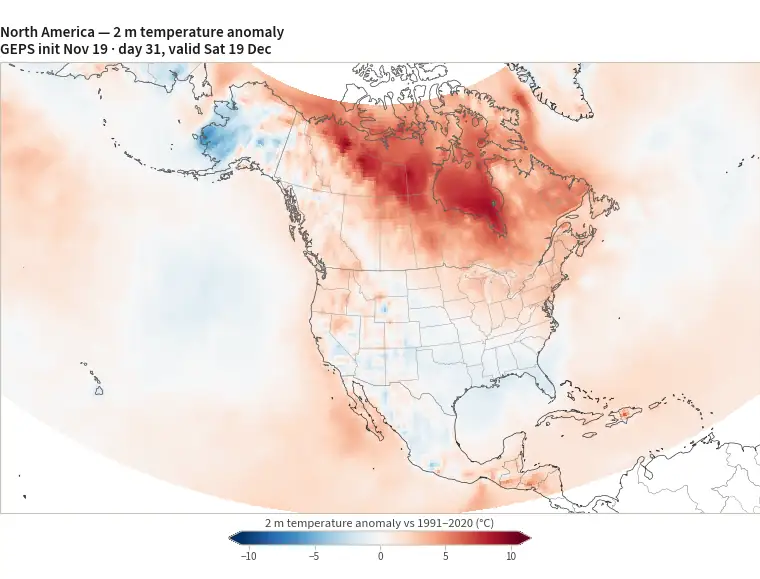 North America — 2 m temperature anomaly
GEPS init Nov 19 · day 31, valid Sat 19 Dec
2 m temperature anomaly vs 1991–2020 (°C)
−10 −5 0 5 10